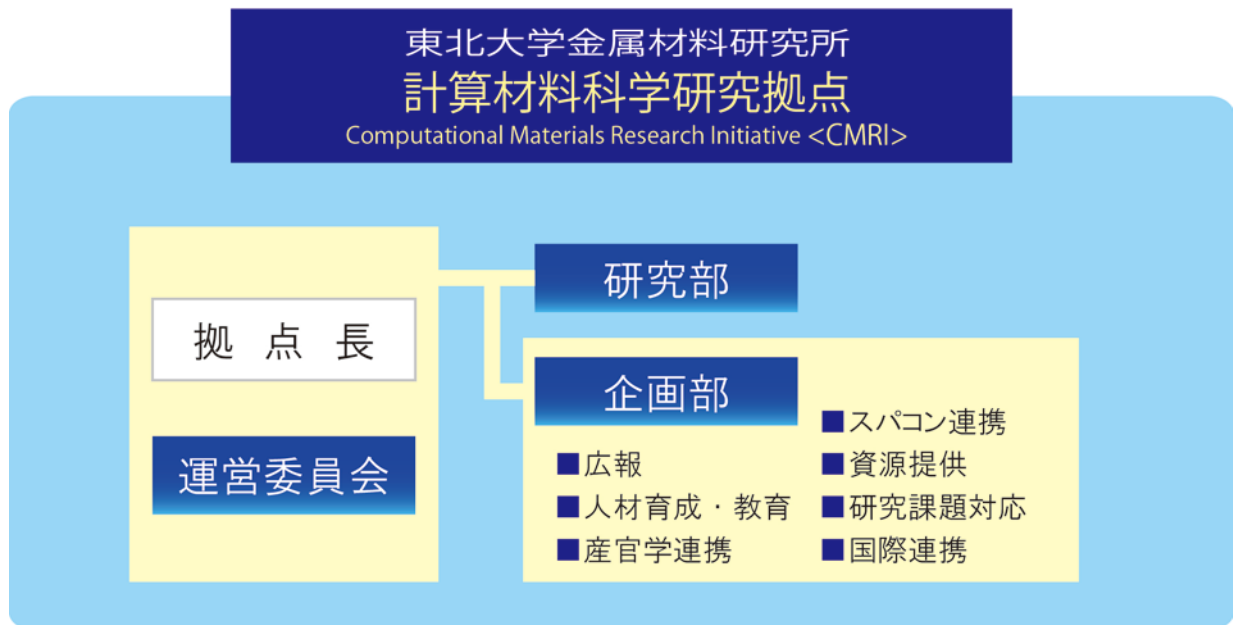 東北大学金属材料研究所
計算材料科学研究拠点
Computational Materials Research Initiative <CMRI>
拠 点 長
運営委員会
研究部
企画部
■広報
■人材育成・教育
■産官学連携
■スパコン連携
■資源提供
■研究課題対応
■国際連携